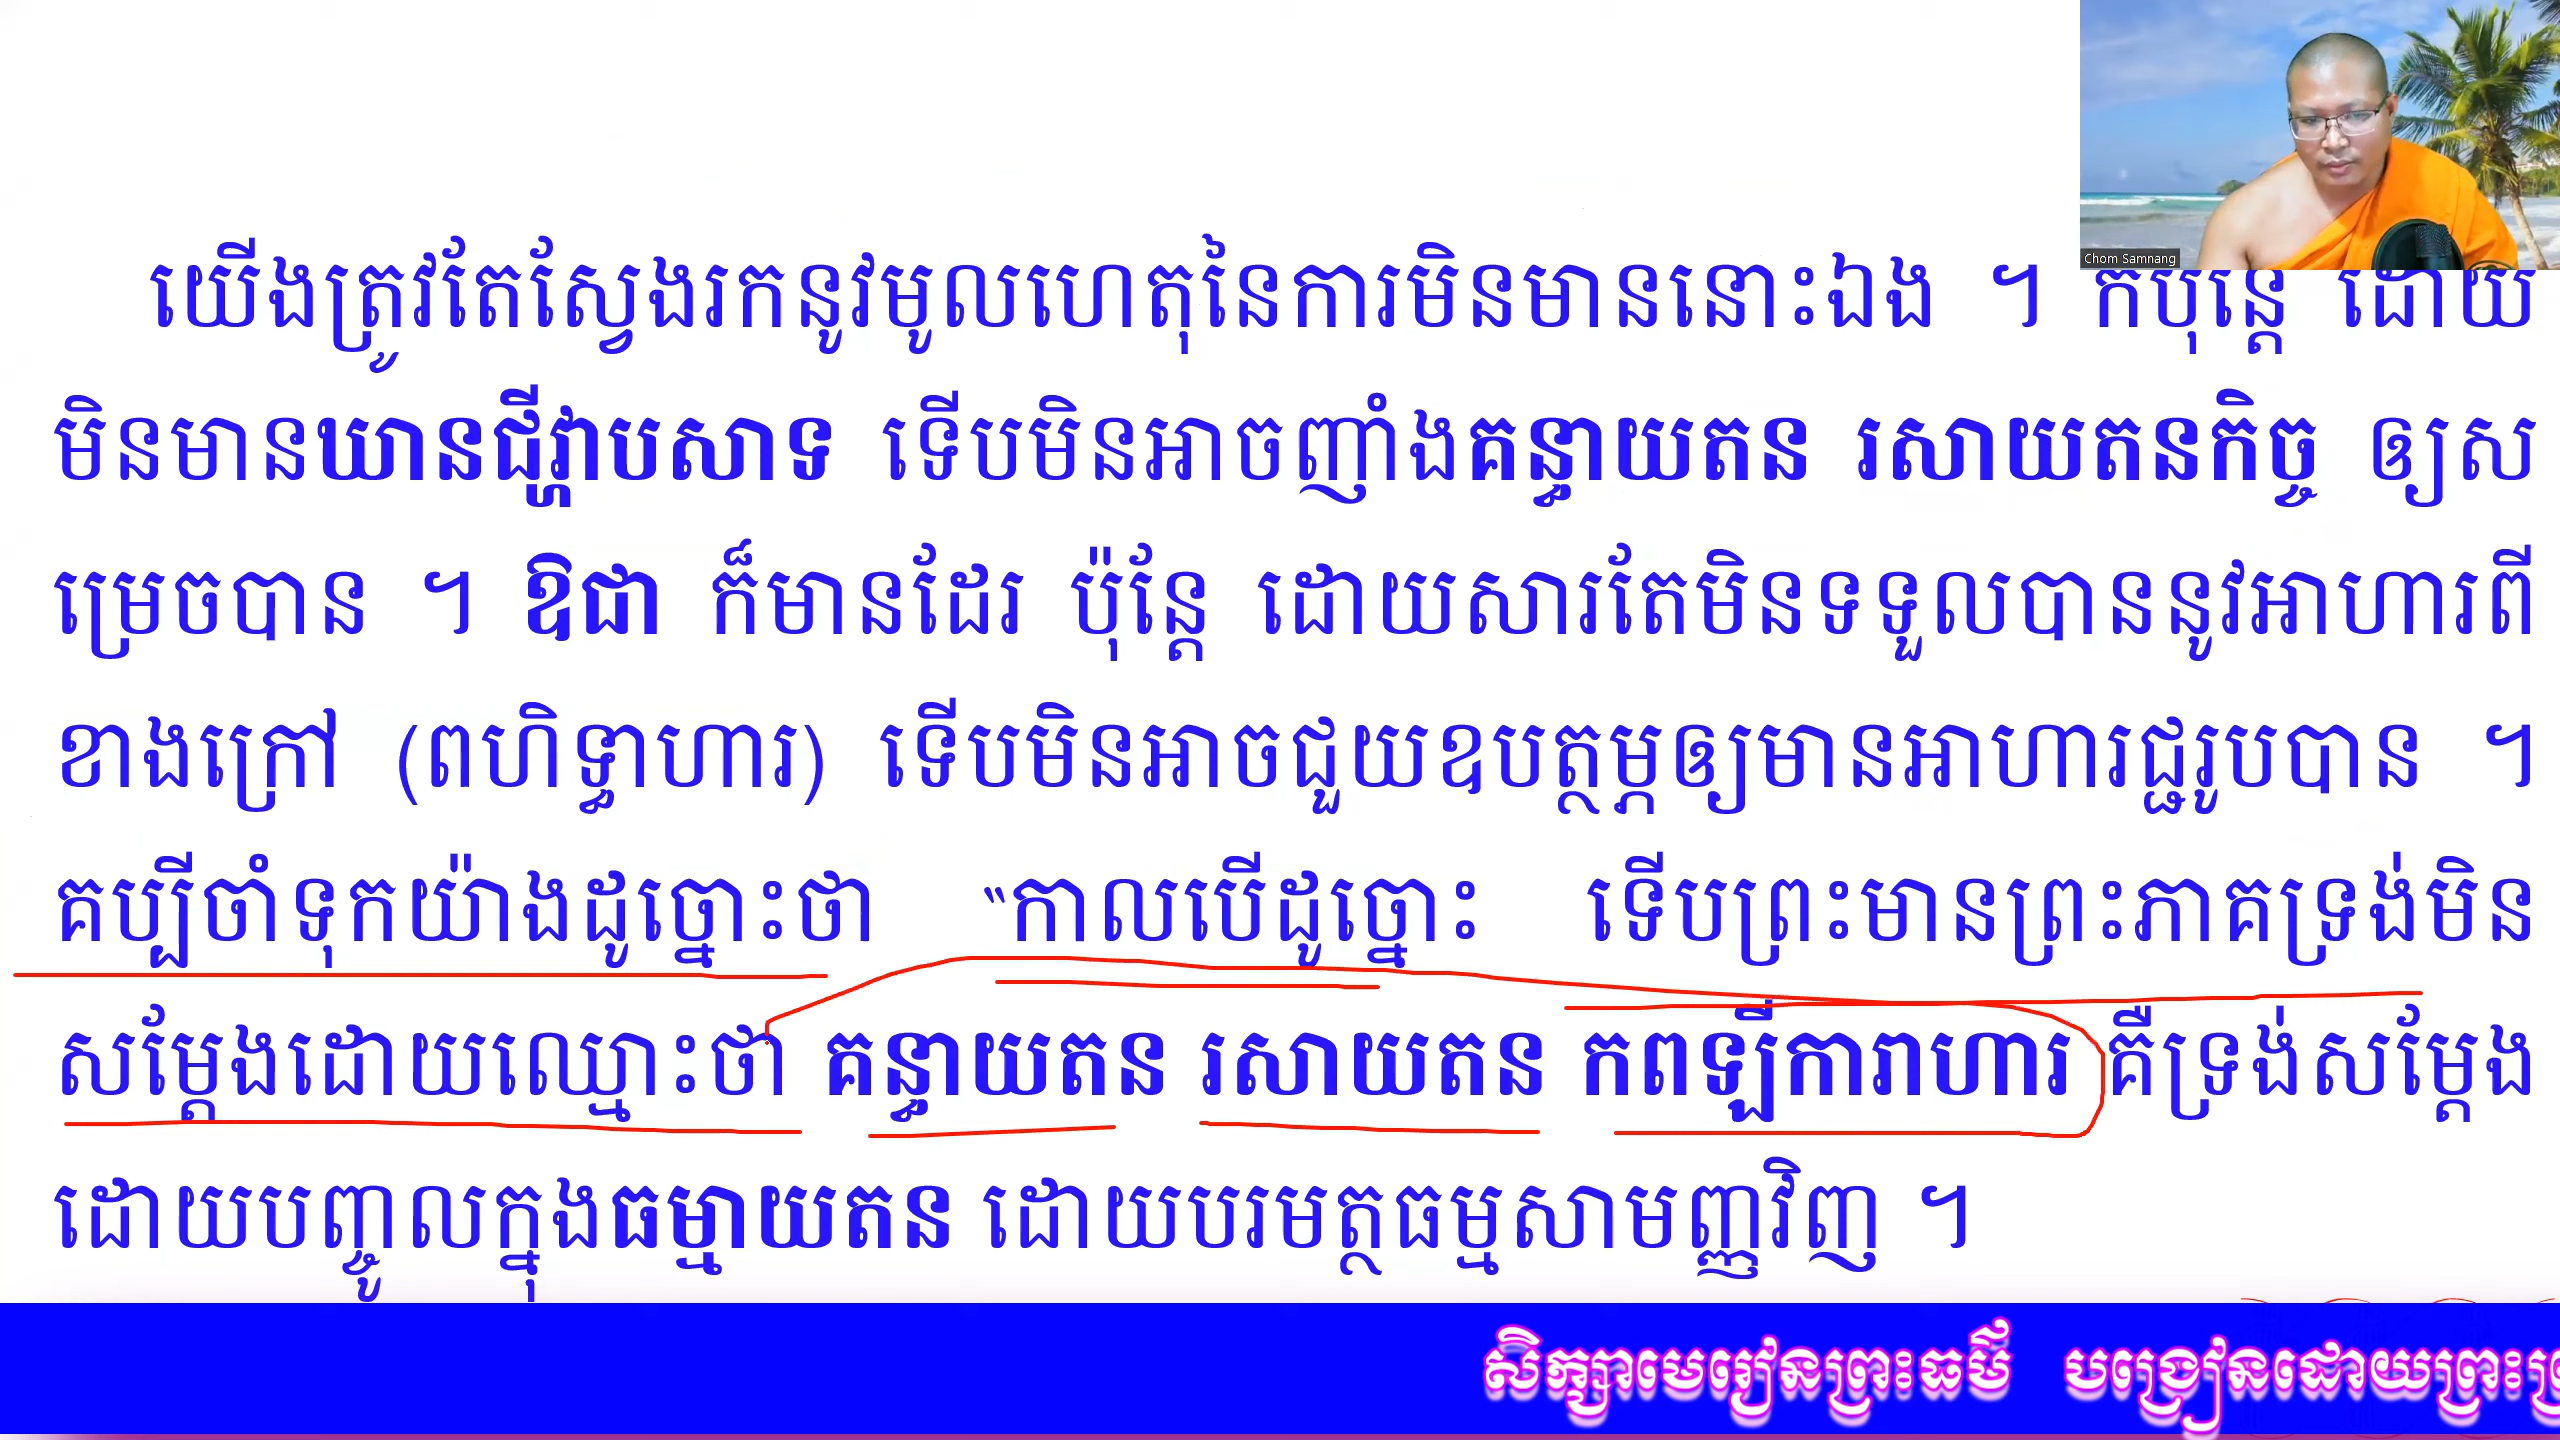 Chom Samnang
យើងត្រូវតែស្វែងរកនូវមូលហេតុនៃការមិនមាននោះឯង ។ ក៏ប៉ុន្តែ ដោយ
មិនមានឃានជីវ្ហាបសាទ ទើបមិនអាចញ៉ាំងគន្ធាយតន រសាយតនកិច្ច ឲ្យស
ម្រេចបាន ។ ឱជា ក៏មានដែរ ប៉ុន្តែ ដោយសារតែមិនទទួលបាននូវអាហារពី
ខាងក្រៅ (ពហិទ្ធាហារ) ទើបមិនអាចជួយឧបត្ថម្ភឲ្យមានអាហារជ្ជរូបបាន ។
គប្បីចាំទុកយ៉ាងដូច្នោះថា “កាលបើដូច្នោះ ទើបព្រះមានព្រះភាគទ្រង់មិន
សម្ដែងដោយឈ្មោះថា គន្ធាយតន រសាយតន កពឡីការាហារ គឺទ្រង់សម្ដែង
ដោយបញ្ចូលក្នុងធម្មាយតន ដោយបរមត្ថធម្មសាមញ្ញវិញ ។
សិក្សាមេរៀនព្រះធម៌ បង្រៀនដោយព្រះ